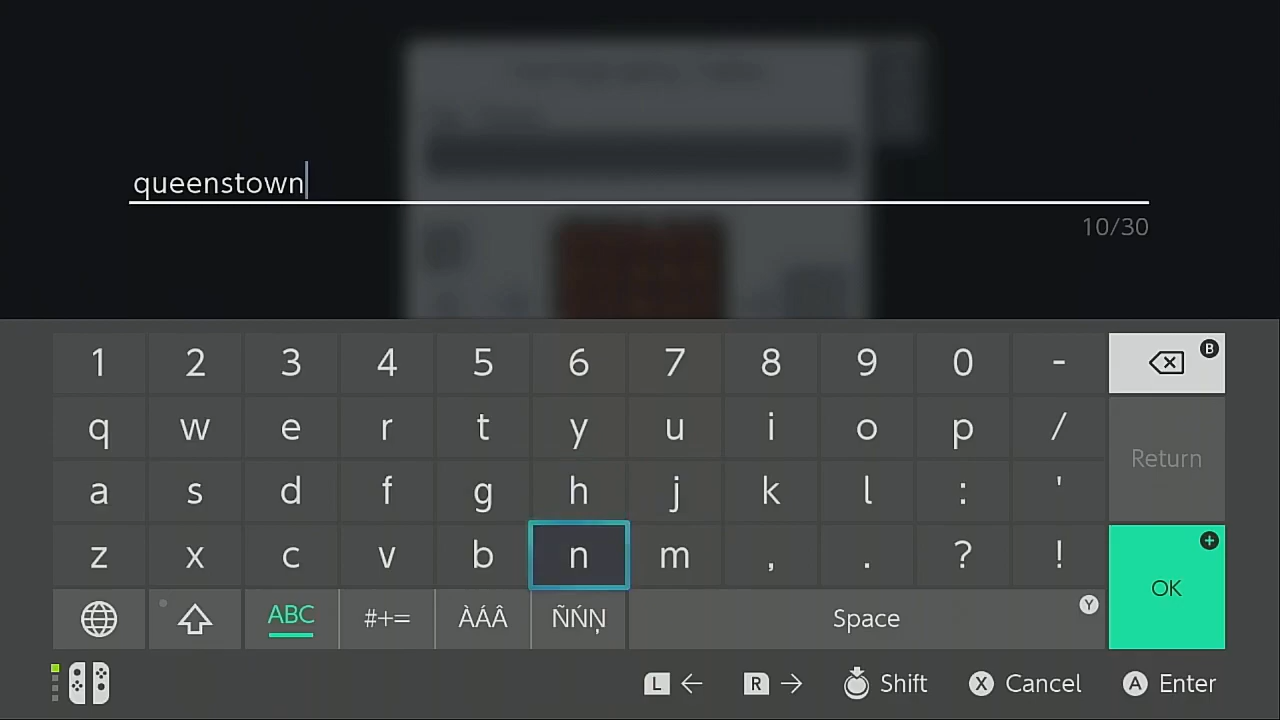 queenstown
10/30
1 2 3 4 5 6 7 8 9 0 - B
q w e r t y u i o p /
Return
a s d f g h j k l : '
z x c v b n m , . ? ! +
OK
ABC #+= ÀÁÂ ÑŃŅ Space Y
L ← R → Shift X Cancel A Enter